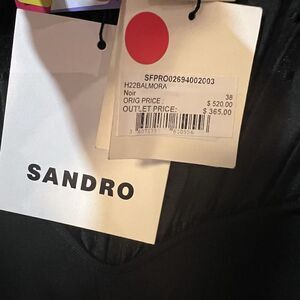 SFPRO02694002003
H22BALMORA
Noir 38
ORIG PRICE: $ 520.00
OUTLET PRICE: $ 365.00
SANDRO